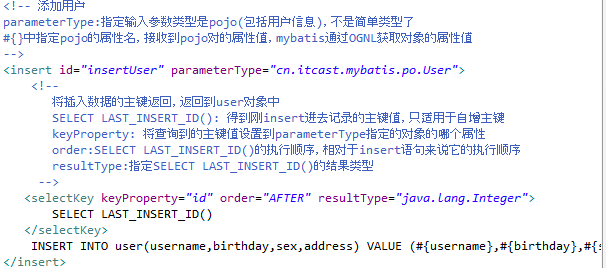 <!-- 添加用户
parameterType:指定输入参数类型是pojo(包括用户信息),不是简单类型了
#{}中指定pojo的属性名,接收到pojo对的属性值,mybatis通过OGNL获取对象的属性值
-->
<insert id="insertUser" parameterType="cn.itcast.mybatis.po.User">
<!--
将插入数据的主键返回,返回到user对象中
SELECT LAST_INSERT_ID(): 得到刚insert进去记录的主键值,只适用于自增主键
keyProperty: 将查询到的主键值设置到parameterType指定的对象的哪个属性
order:SELECT LAST_INSERT_ID()的执行顺序,相对于insert语句来说它的执行顺序
resultType:指定SELECT LAST_INSERT_ID()的结果类型
-->
<selectKey keyProperty="id" order="AFTER" resultType="java.lang.Integer">
SELECT LAST_INSERT_ID()
</selectKey>
INSERT INTO user(username,birthday,sex,address) VALUE (#{username},#{birthday},#{s
</insert>